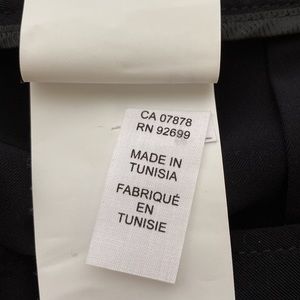 CA 07878
RN 92699
MADE IN
TUNISIA
FABRIQUÉ
EN
TUNISIE